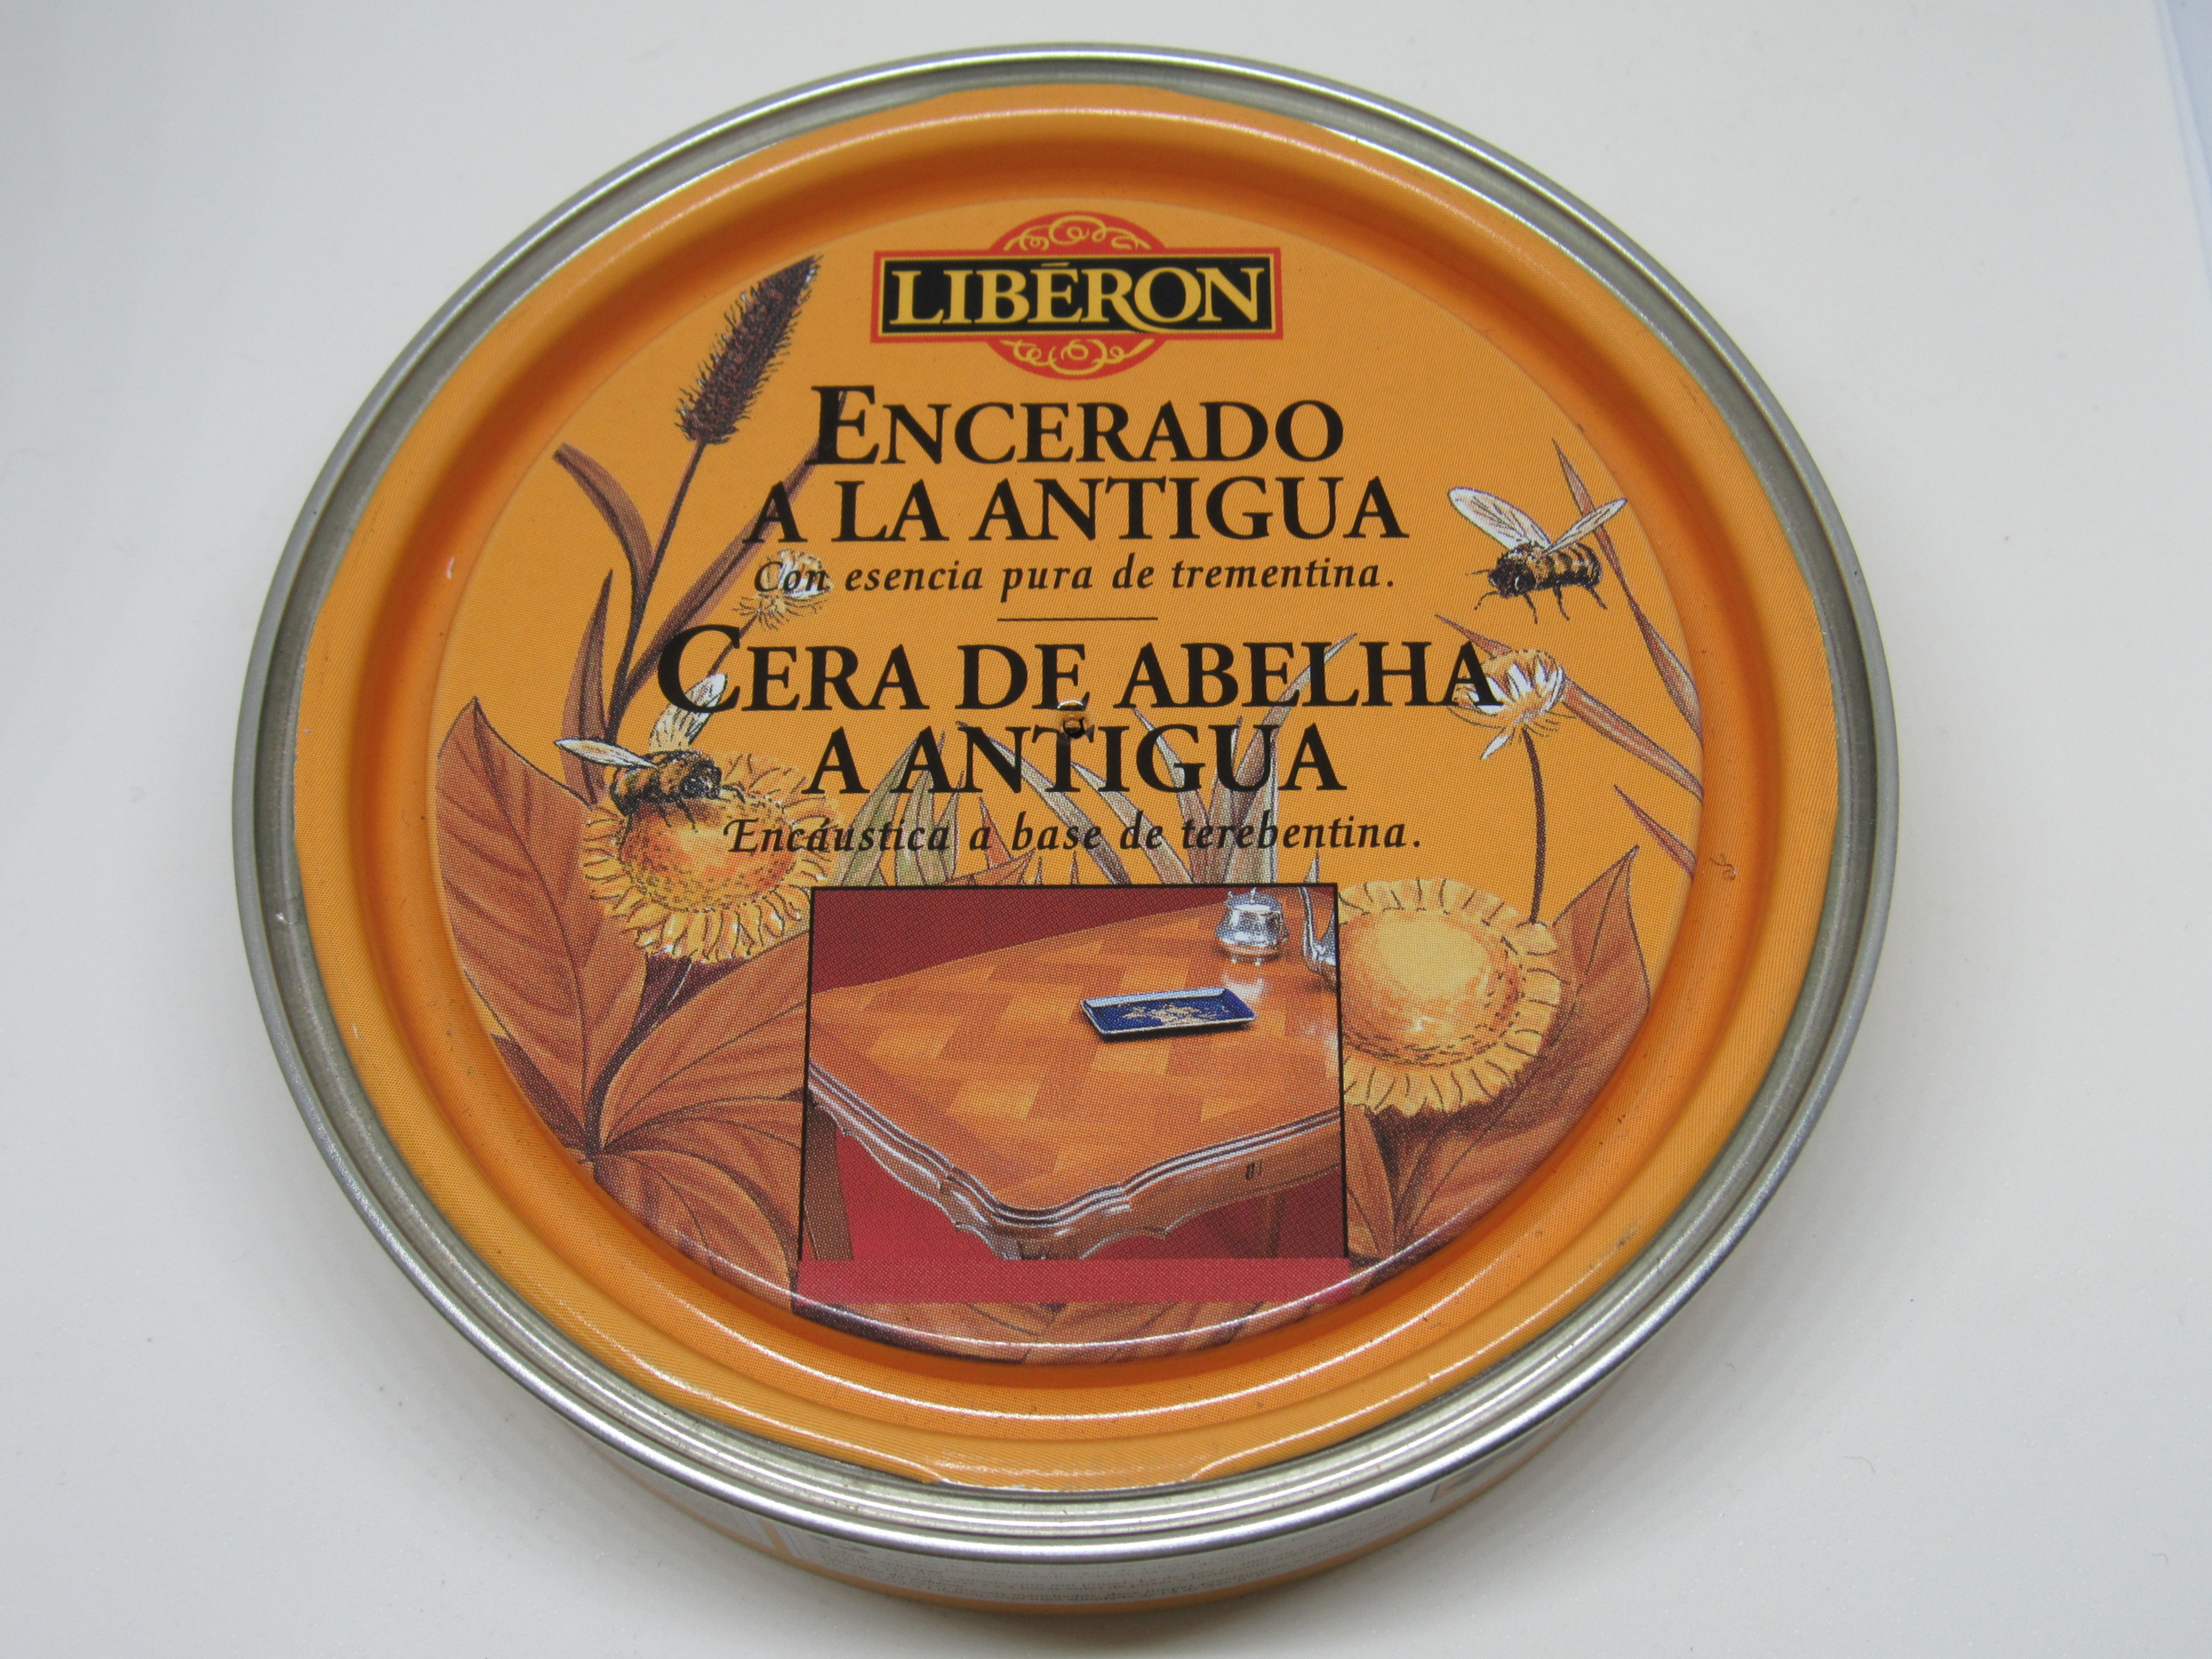 LIBÉRON
ENCERADO
A LA ANTIGUA
Con esencia pura de trementina.
CERA DE ABELHA
A ANTIGUA
Encáustica a base de terebentina.